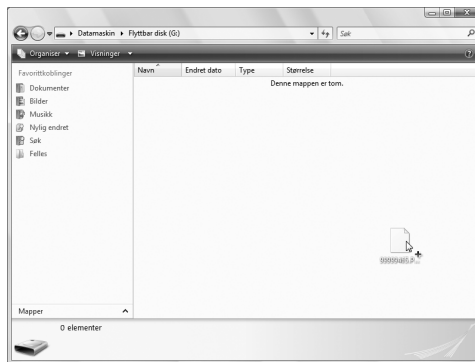 Datamaskin Flyttbar disk (G:) Søk
Organiser Visninger
Favorittkoblinger
Dokumenter
Bilder
Musikk
Nylig endret
Søk
Felles
Navn Endret dato Type Størrelse
Denne mappen er tom.
Mapper
0 elementer